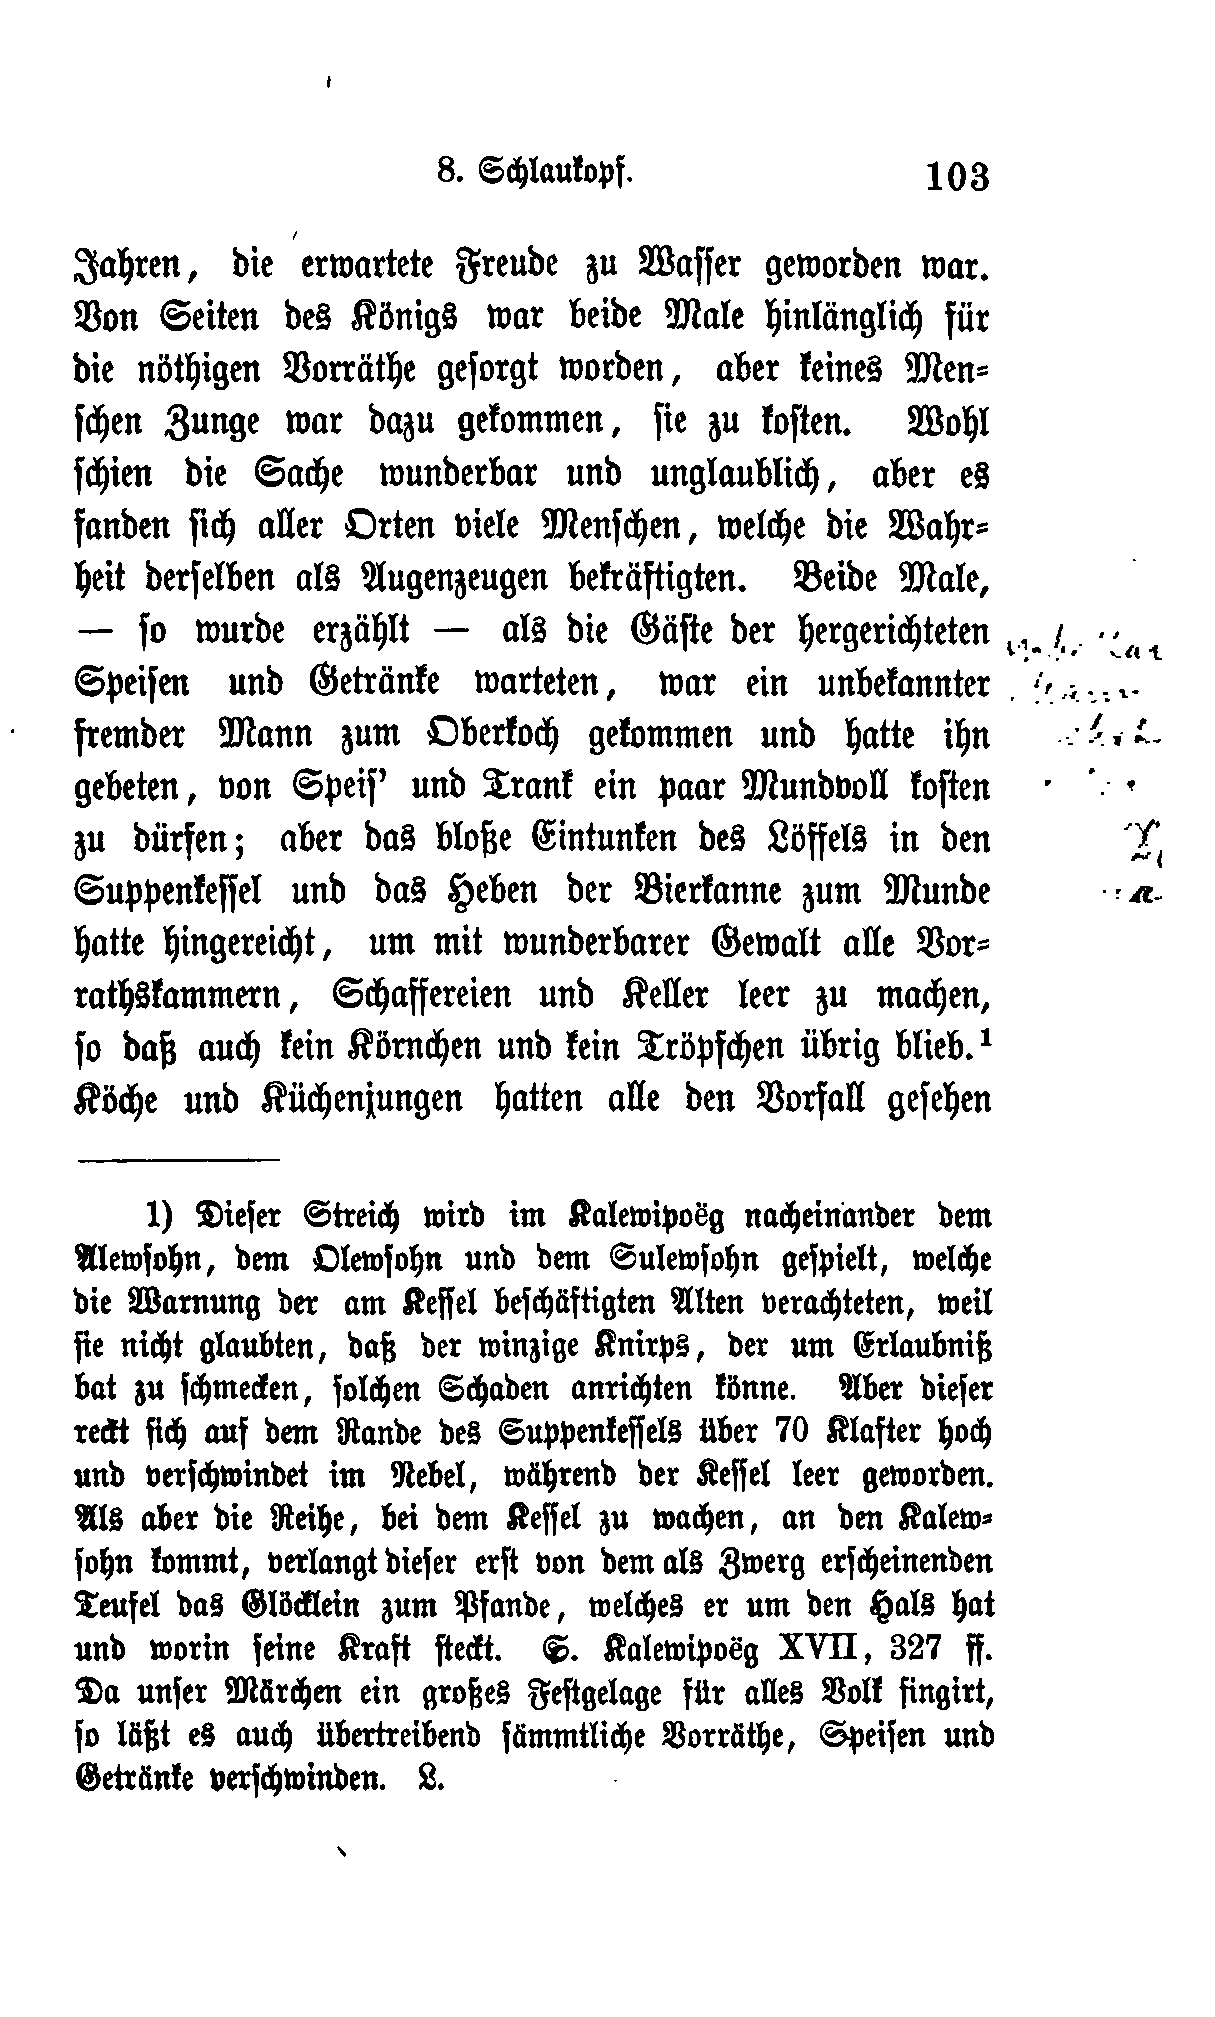 8. Schlaukopf. 103
Jahren, die erwartete Freude zu Wasser geworden war.
Von Seiten des Königs war beide Male hinlänglich für
die nöthigen Vorräthe gesorgt worden, aber keines Men=
schen Zunge war dazu gekommen, sie zu kosten. Wohl
schien die Sache wunderbar und unglaublich, aber es
fanden sich aller Orten viele Menschen, welche die Wahr=
heit derselben als Augenzeugen bekräftigten. Beide Male,
— so wurde erzählt — als die Gäste der hergerichteten
Speisen und Getränke warteten, war ein unbekannter
fremder Mann zum Oberkoch gekommen und hatte ihn
gebeten, von Speis' und Trank ein paar Mundvoll kosten
zu dürfen; aber das bloße Eintunken des Löffels in den
Suppenkessel und das Heben der Bierkanne zum Munde
hatte hingereicht, um mit wunderbarer Gewalt alle Vor=
rathskammern, Schaffereien und Keller leer zu machen,
so daß auch kein Körnchen und kein Tröpfchen übrig blieb.¹
Köche und Küchenjungen hatten alle den Vorfall gesehen
1) Dieser Streich wird im Kalewipoëg nacheinander dem
Alewsohn, dem Olewsohn und dem Sulewsohn gespielt, welche
die Warnung der am Kessel beschäftigten Alten verachteten, weil
sie nicht glaubten, daß der winzige Knirps, der um Erlaubniß
bat zu schmecken, solchen Schaden anrichten könne. Aber dieser
reckt sich auf dem Rande des Suppenkessels über 70 Klafter hoch
und verschwindet im Nebel, während der Kessel leer geworden.
Als aber die Reihe, bei dem Kessel zu wachen, an den Kalew=
sohn kommt, verlangt dieser erst von dem als Zwerg erscheinenden
Teufel das Glöcklein zum Pfande, welches er um den Hals hat
und worin seine Kraft steckt. S. Kalewipoëg XVII, 327 ff.
Da unser Märchen ein großes Festgelage für alles Volk fingirt,
so läßt es auch übertreibend sämmtliche Vorräthe, Speisen und
Getränke verschwinden. L.